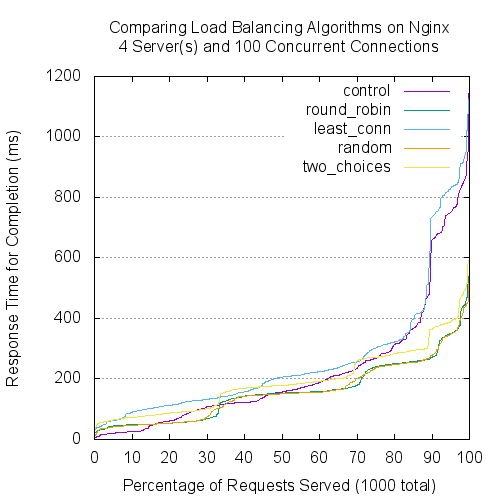 Comparing Load Balancing Algorithms on Nginx
4 Server(s) and 100 Concurrent Connections
1200
1000
800
600
400
200
0
Response Time for Completion (ms)
control
round_robin
least_conn
random
two_choices
0 10 20 30 40 50 60 70 80 90 100
Percentage of Requests Served (1000 total)